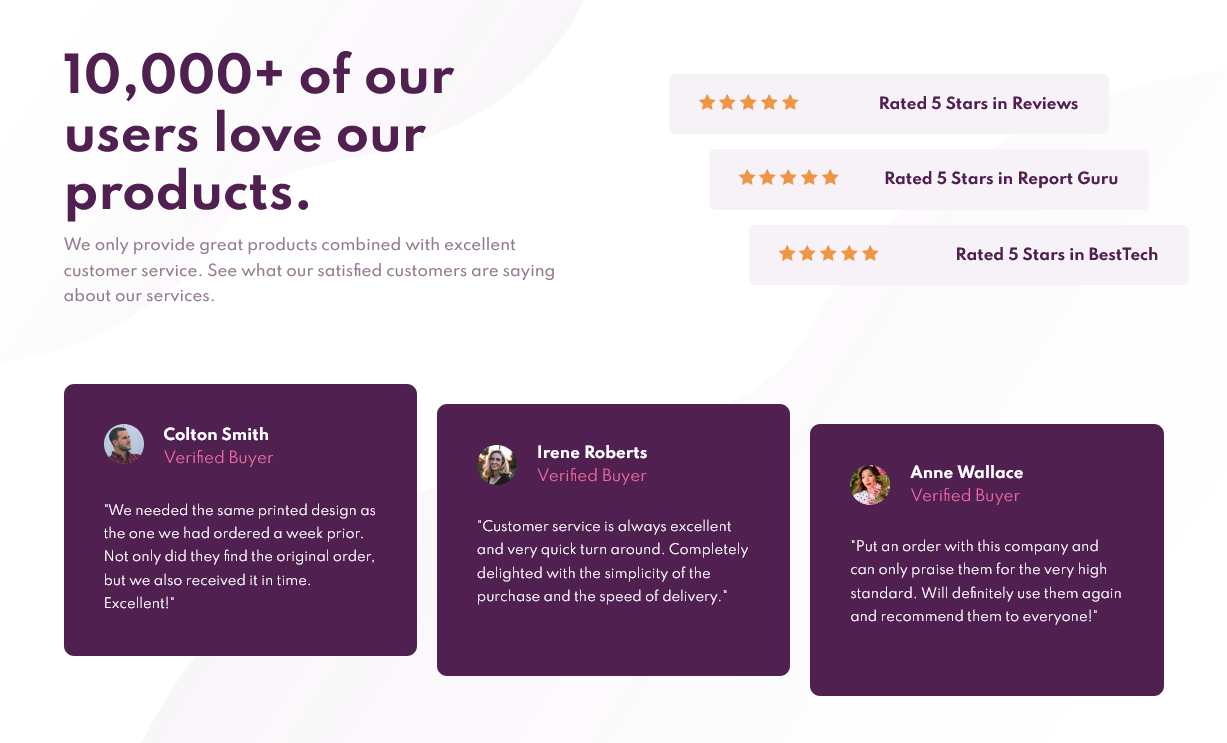 10,000+ of our
users love our
products.
We only provide great products combined with excellent
customer service. See what our satisfied customers are saying
about our services.
Rated 5 Stars in Reviews
Rated 5 Stars in Report Guru
Rated 5 Stars in BestTech
Colton Smith
Verified Buyer
"We needed the same printed design as
the one we had ordered a week prior.
Not only did they find the original order,
but we also received it in time.
Excellent!"
Irene Roberts
Verified Buyer
"Customer service is always excellent
and very quick turn around. Completely
delighted with the simplicity of the
purchase and the speed of delivery."
Anne Wallace
Verified Buyer
"Put an order with this company and
can only praise them for the very high
standard. Will definitely use them again
and recommend them to everyone!"